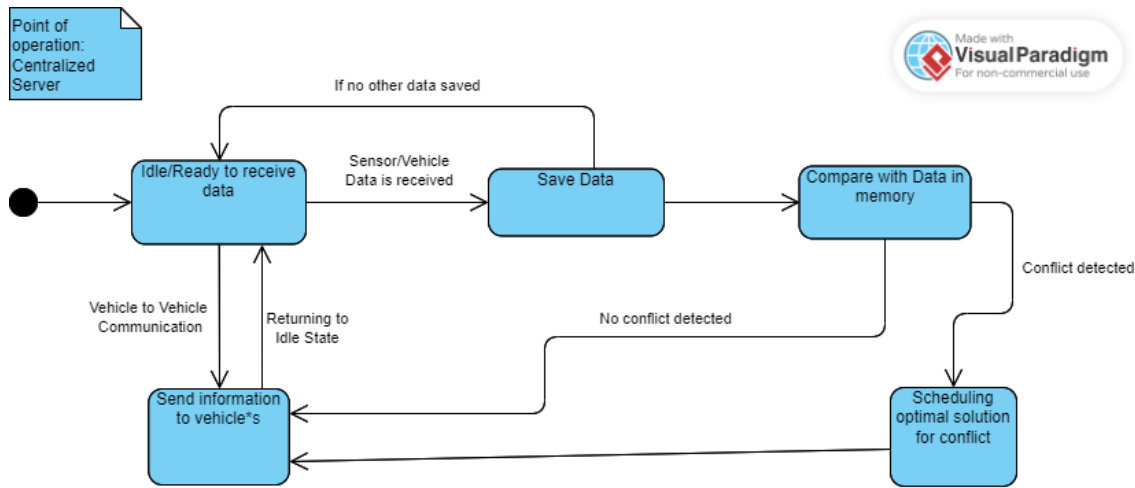 Point of
operation:
Centralized
Server
Made with
Visual Paradigm
For non-commercial use
If no other data saved
Idle/Ready to receive
data
Sensor/Vehicle
Data is received
Save Data
Compare with Data in
memory
Conflict detected
Vehicle to Vehicle
Communication
Returning to
Idle State
No conflict detected
Send information
to vehicle*s
Scheduling
optimal solution
for conflict